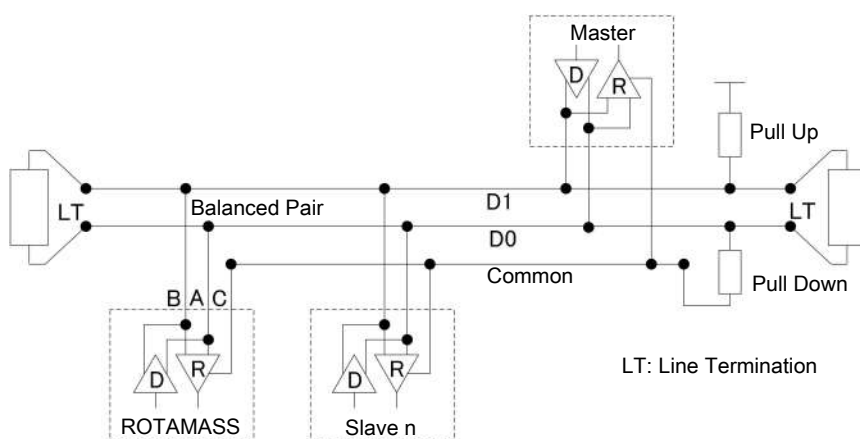 Master
D
R
Pull Up
LT
Balanced Pair
D1
LT
D0
Common
Pull Down
B A C
D
R
D
R
LT: Line Termination
ROTAMASS
Slave n